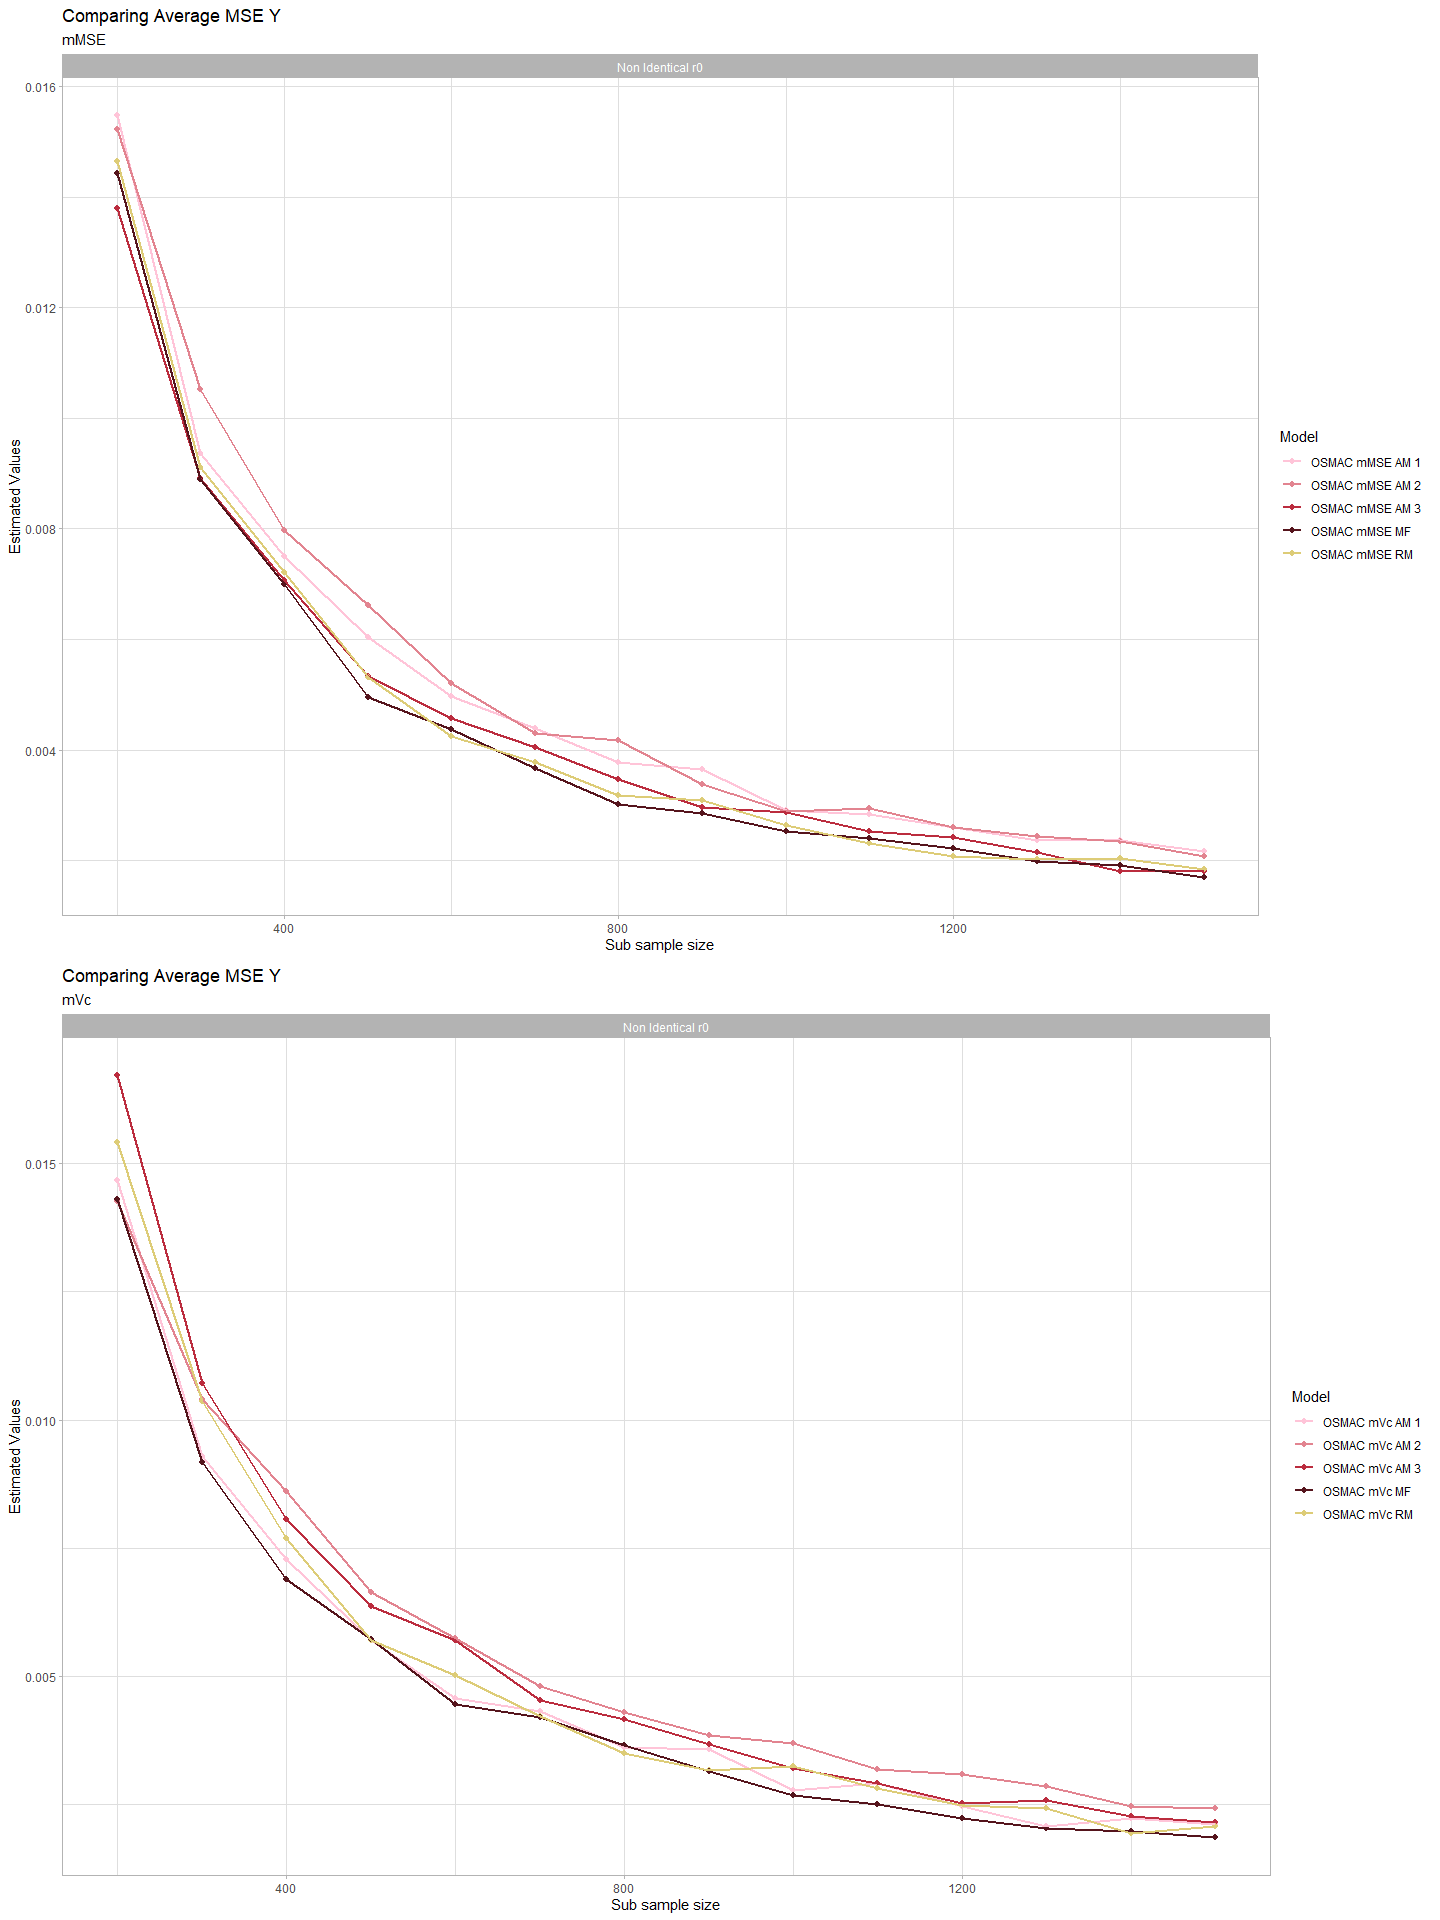 Comparing Average MSE Y
mMSE
Non Identical r0
0.016
0.012
0.008
0.004
Estimated Values
400
800
1200
Sub sample size
Model
OSMAC mMSE AM 1
OSMAC mMSE AM 2
OSMAC mMSE AM 3
OSMAC mMSE MF
OSMAC mMSE RM
Comparing Average MSE Y
mVc
Non Identical r0
0.015
0.010
0.005
Estimated Values
400
800
1200
Sub sample size
Model
OSMAC mVc AM 1
OSMAC mVc AM 2
OSMAC mVc AM 3
OSMAC mVc MF
OSMAC mVc RM